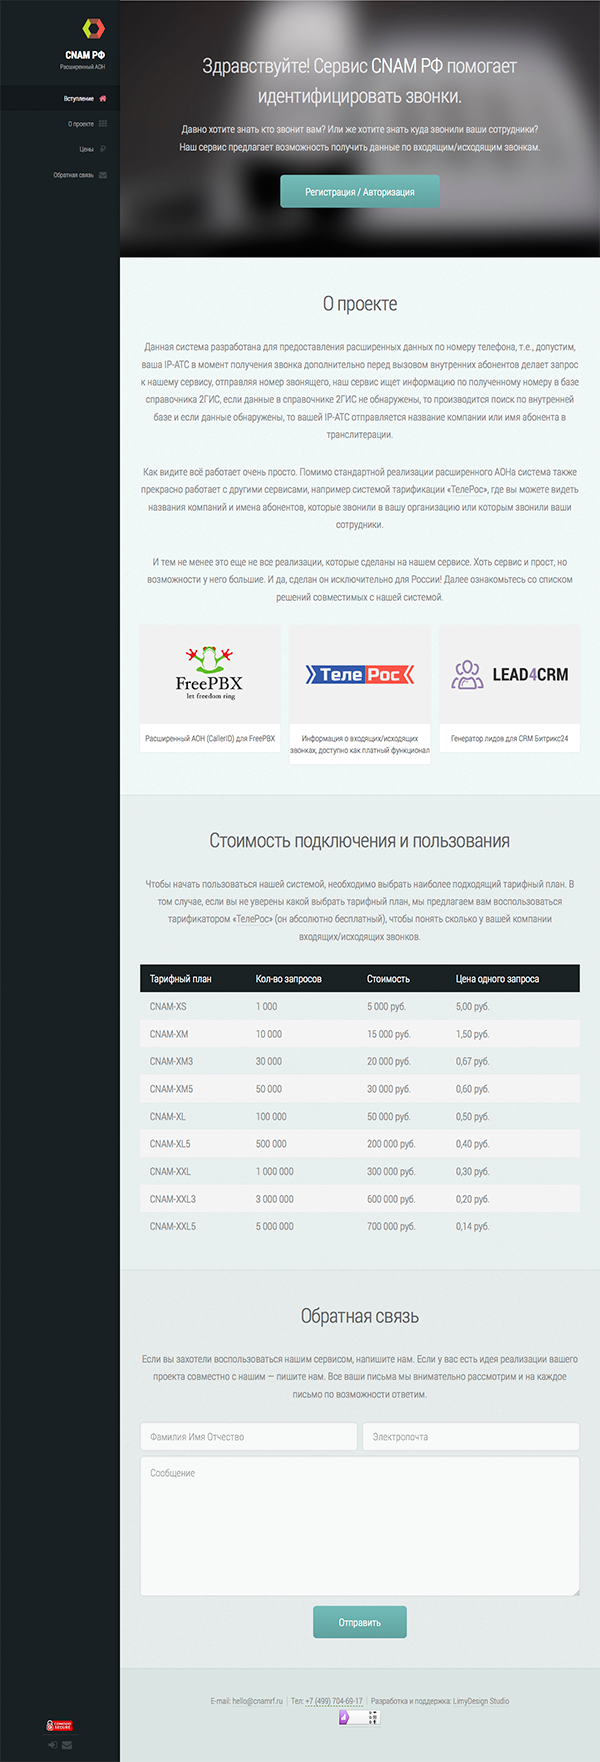 CNAM РФ
Расширенный АОН
Вступление
О проекте
Цены
Обратная связь
Здравствуйте! Сервис CNAM РФ помогает
идентифицировать звонки.
Давно хотите знать кто звонит вам? Или же хотите знать куда звонили ваши сотрудники?
Наш сервис предлагает возможность получить данные по входящим/исходящим звонкам.
Регистрация / Авторизация
О проекте
Данная система разработана для предоставления расширенных данных по номеру телефона, т.е., допустим,
ваша IP-АТС в момент получения звонка дополнительно перед вызовом внутренних абонентов делает запрос
к нашему сервису, отправляя номер звонящего, наш сервис ищет информацию по полученному номеру в базе
справочника 2ГИС, если данные в справочнике 2ГИС не обнаружены, то производится поиск по внутренней
базе и если данные обнаружены, то вашей IP-АТС отправляется название компании или имя абонента в
транслитерации.
Как видите всё работает очень просто. Помимо стандартной реализации расширенного АОНа система также
прекрасно работает с другими сервисами, например системой тарификации «ТелеРос», где вы можете видеть
названия компаний и имена абонентов, которые звонили в вашу организацию или которым звонили ваши
сотрудники.
И тем не менее это еще не все реализации, которые сделаны на нашем сервисе. Хоть сервис и прост, но
возможности у него большие. И да, сделан он исключительно для России! Далее ознакомьтесь со списком
решений совместимых с нашей системой.
FreePBX
let freedom ring
Теле Рос
LEAD4CRM
Расширенный АОН (CallerID) для FreePBX
Информация о входящих/исходящих
звонках, доступно как платный функционал
Генератор лидов для CRM Битрикс24
Стоимость подключения и пользования
Чтобы начать пользоваться нашей системой, необходимо выбрать наиболее подходящий тарифный план. В
том случае, если вы не уверены какой выбрать тарифный план, мы предлагаем вам воспользоваться
тарификатором «ТелеРос» (он абсолютно бесплатный), чтобы понять сколько у вашей компании
входящих/исходящих звонков.
Тарифный план Кол-во запросов Стоимость Цена одного запроса
CNAM-XS 1 000 5 000 руб. 5,00 руб.
CNAM-XM 10 000 15 000 руб. 1,50 руб.
CNAM-XM3 30 000 20 000 руб. 0,67 руб.
CNAM-XM5 50 000 30 000 руб. 0,60 руб.
CNAM-XL 100 000 50 000 руб. 0,50 руб.
CNAM-XL5 500 000 200 000 руб. 0,40 руб.
CNAM-XXL 1 000 000 300 000 руб. 0,30 руб.
CNAM-XXL3 3 000 000 600 000 руб. 0,20 руб.
CNAM-XXL5 5 000 000 700 000 руб. 0,14 руб.
Обратная связь
Если вы захотели воспользоваться нашим сервисом, напишите нам. Если у вас есть идея реализации вашего
проекта совместно с нашим — пишите нам. Все ваши письма мы внимательно рассмотрим и на каждое
письмо по возможности ответим.
Фамилия Имя Отчество
Электропочта
Сообщение
Отправить
E-mail: hello@cnamrf.ru | Тел: +7 (499) 704-69-17 | Разработка и поддержка: LimyDesign Studio
COMODO
SECURE